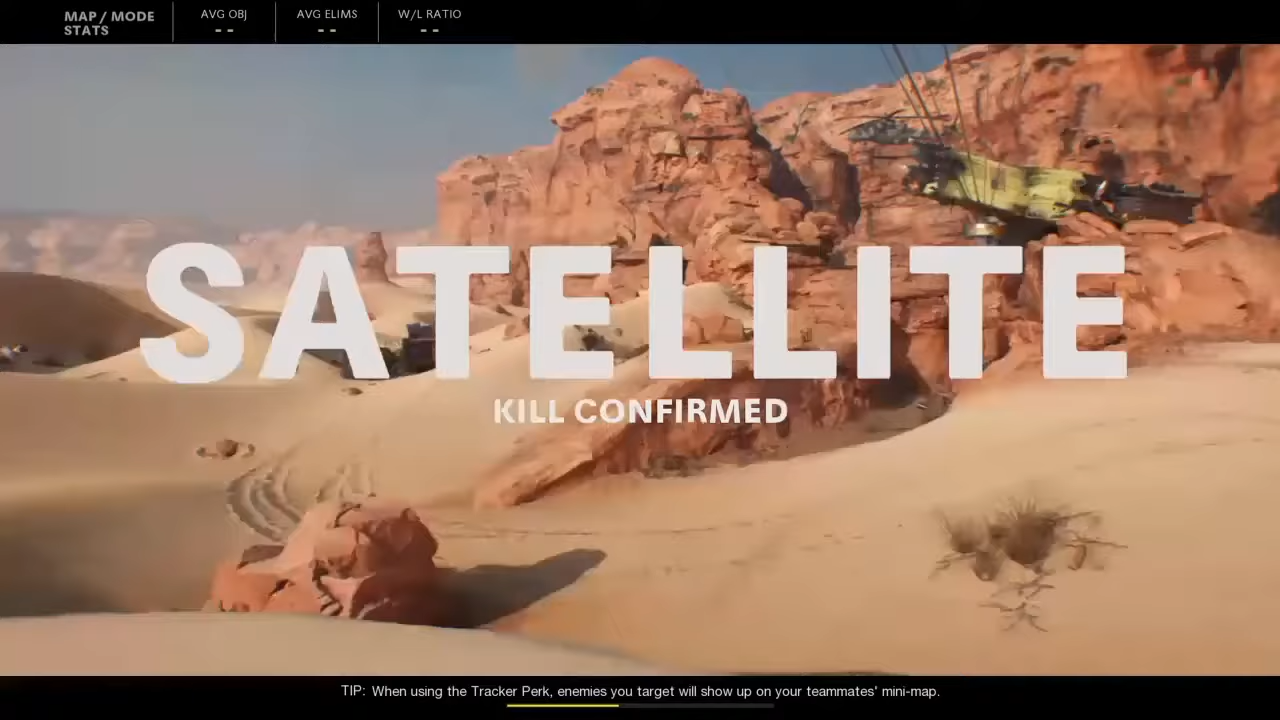 MAP / MODE
STATS
AVG OBJ
AVG ELIMS
W/L RATIO
- -
- -
- -
SATELLITE
KILL CONFIRMED
TIP: When using the Tracker Perk, enemies you target will show up on your teammates' mini-map.